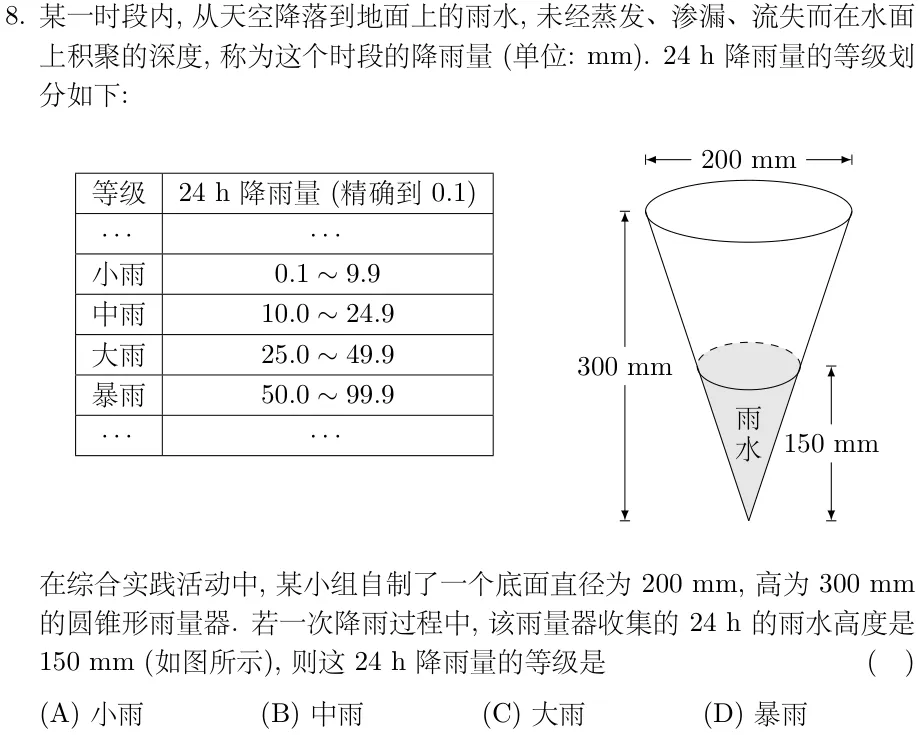 8. 某一时段内, 从天空降落到地面上的雨水, 未经蒸发、渗漏、流失而在水面
上积聚的深度, 称为这个时段的降雨量 (单位: mm). 24 h 降雨量的等级划
分如下:
等级 24 h 降雨量 (精确到 0.1)
··· ···
小雨 0.1 ~ 9.9
中雨 10.0 ~ 24.9
大雨 25.0 ~ 49.9
暴雨 50.0 ~ 99.9
··· ···
200 mm
300 mm
雨
水
150 mm
在综合实践活动中, 某小组自制了一个底面直径为 200 mm, 高为 300 mm
的圆锥形雨量器. 若一次降雨过程中, 该雨量器收集的 24 h 的雨水高度是
150 mm (如图所示), 则这 24 h 降雨量的等级是 ( )
(A) 小雨 (B) 中雨 (C) 大雨 (D) 暴雨